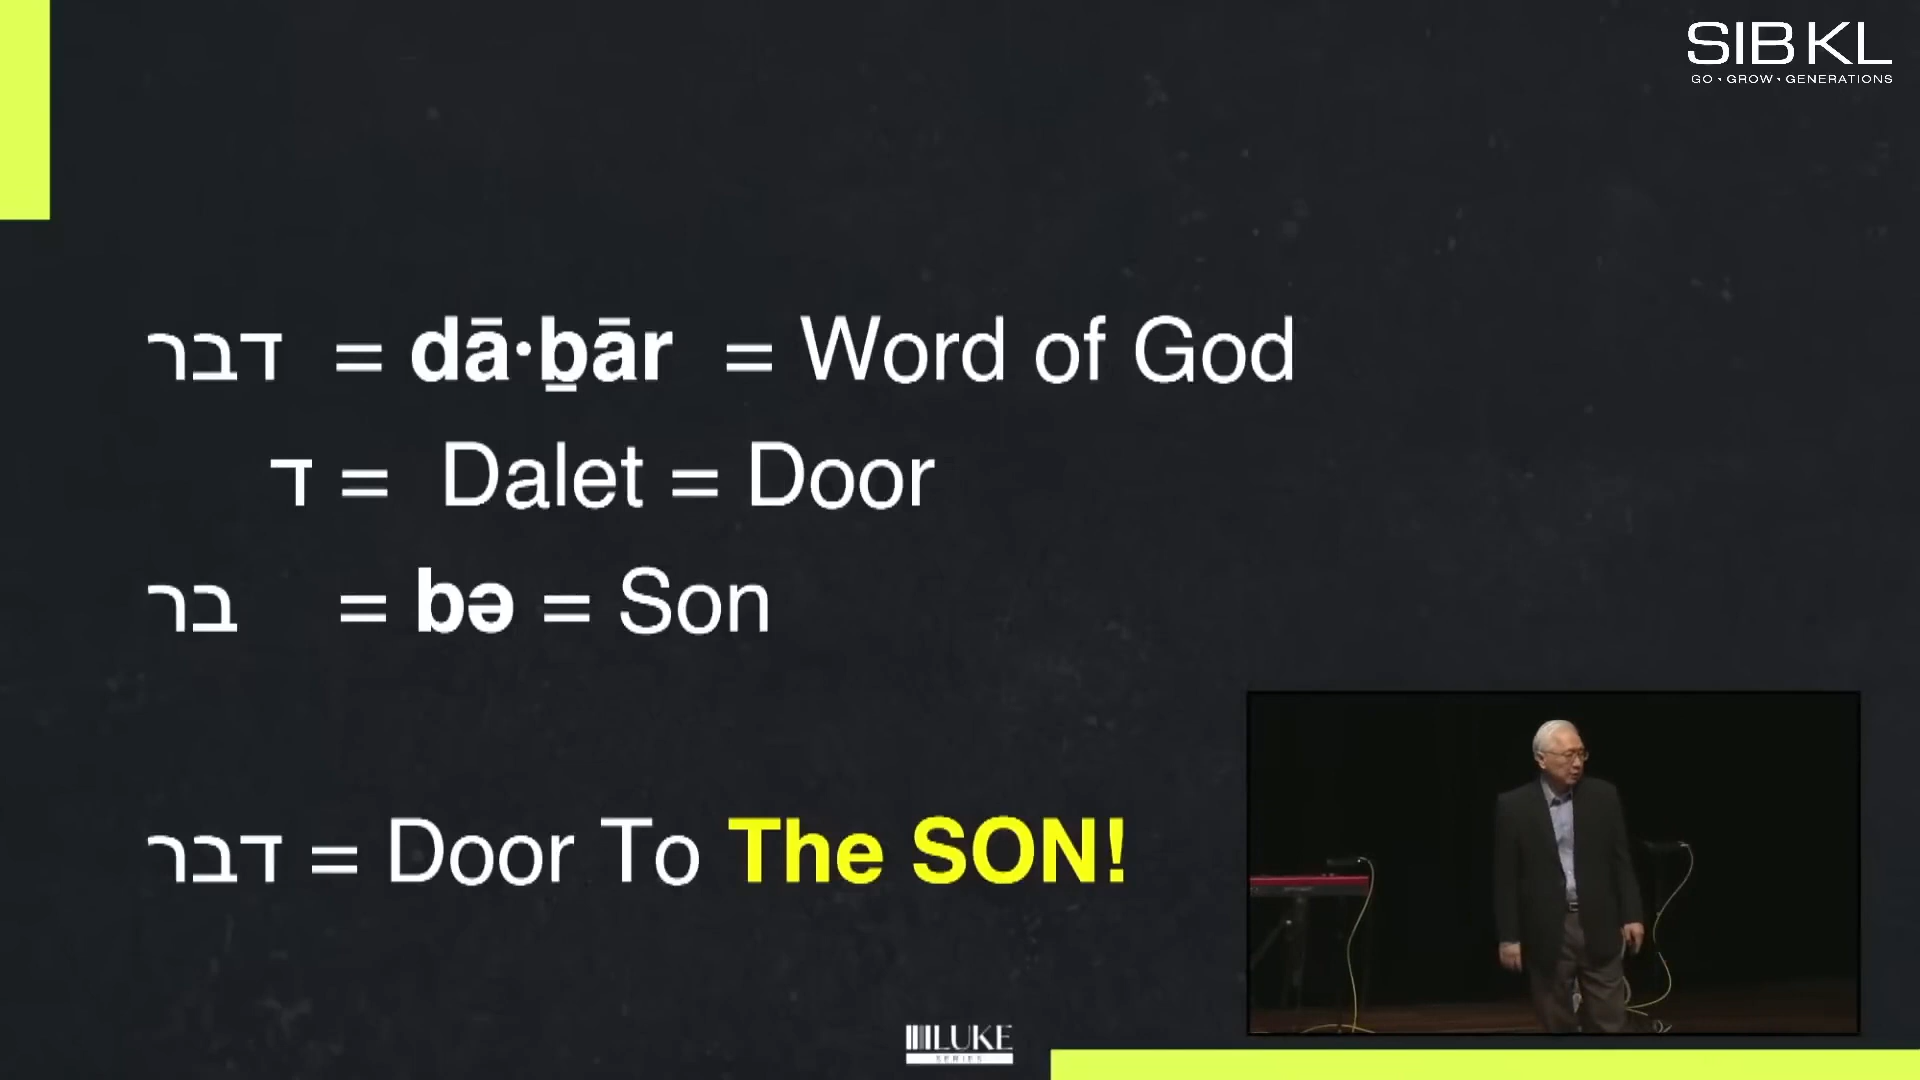 SIBKL
GO • GROW • GENERATIONS
דבר = dā·ḇār = Word of God
ד = Dalet = Door
בר = bə = Son
דבר = Door To The SON!
LUKE
SERIES